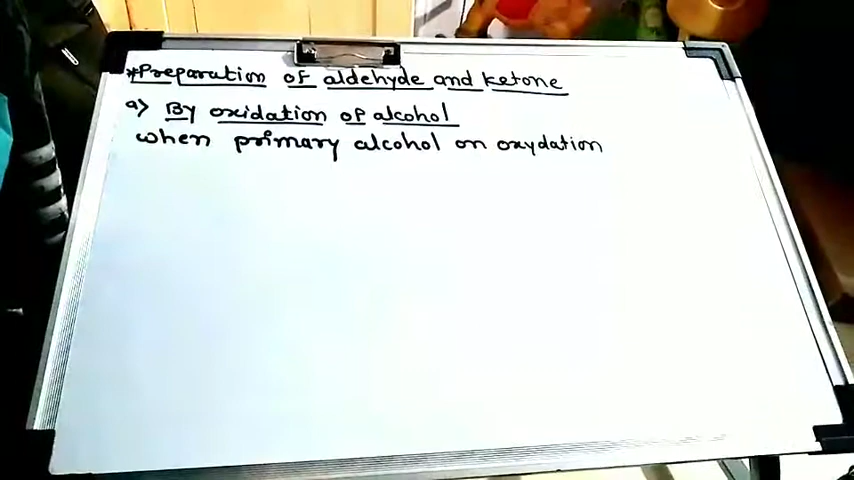 *Preparation of aldehyde and ketone
a) By oxidation of alcohol
when primary alcohol on oxydation